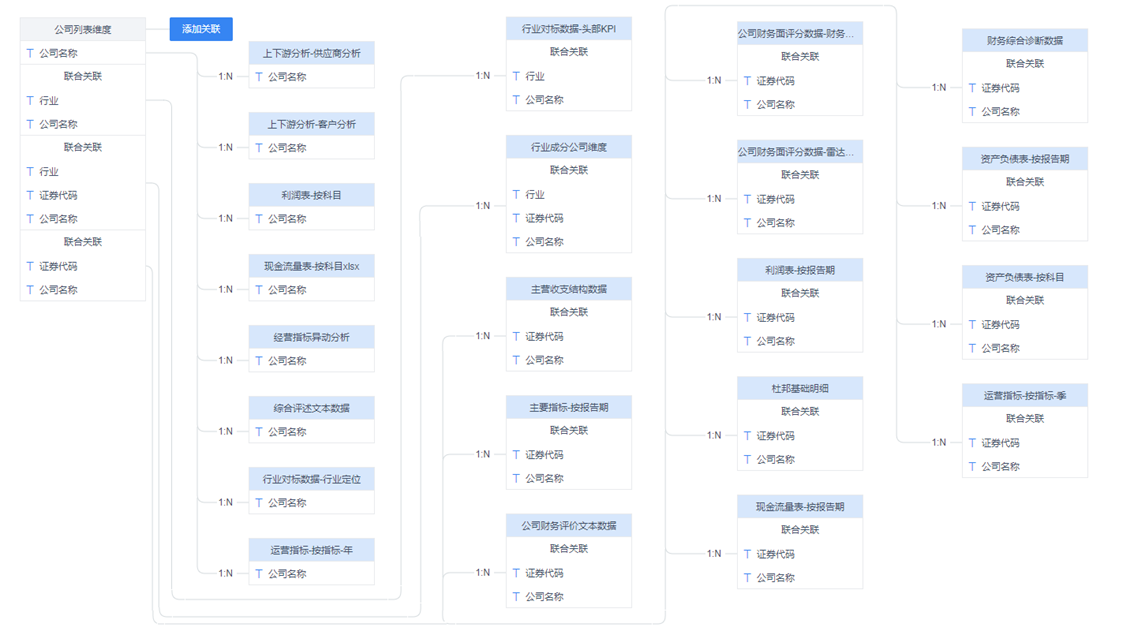 公司列表维度
添加关联
T 公司名称
联合关联
T 行业
T 公司名称
联合关联
T 行业
T 证券代码
T 公司名称
联合关联
T 证券代码
T 公司名称
上下游分析-供应商分析
1:N
T 公司名称
上下游分析-客户分析
1:N
T 公司名称
利润表-按科目
1:N
T 公司名称
现金流量表-按科目xlsx
1:N
T 公司名称
经营指标异动分析
1:N
T 公司名称
综合评述文本数据
1:N
T 公司名称
行业对标数据-行业定位
1:N
T 公司名称
运营指标-按指标-年
1:N
T 公司名称
行业对标数据-头部KPI
联合关联
1:N
T 行业
T 公司名称
行业成分公司维度
联合关联
T 行业
1:N
T 证券代码
T 公司名称
主营收支结构数据
联合关联
1:N
T 证券代码
T 公司名称
主要指标-按报告期
联合关联
1:N
T 证券代码
T 公司名称
公司财务评价文本数据
联合关联
1:N
T 证券代码
T 公司名称
公司财务面评分数据-财务...
联合关联
1:N
T 证券代码
T 公司名称
公司财务面评分数据-雷达...
联合关联
1:N
T 证券代码
T 公司名称
利润表-按报告期
联合关联
1:N
T 证券代码
T 公司名称
杜邦基础明细
联合关联
1:N
T 证券代码
T 公司名称
现金流量表-按报告期
联合关联
1:N
T 证券代码
T 公司名称
财务综合诊断数据
联合关联
1:N
T 证券代码
T 公司名称
资产负债表-按报告期
联合关联
1:N
T 证券代码
T 公司名称
资产负债表-按科目
联合关联
1:N
T 证券代码
T 公司名称
运营指标-按指标-季
联合关联
1:N
T 证券代码
T 公司名称